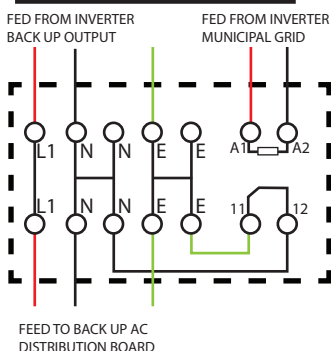 FED FROM INVERTER
BACK UP OUTPUT
FED FROM INVERTER
MUNICIPAL GRID
L1 N N E E A1 A2
L1 N N E E 11 12
FEED TO BACK UP AC
DISTRIBUTION BOARD